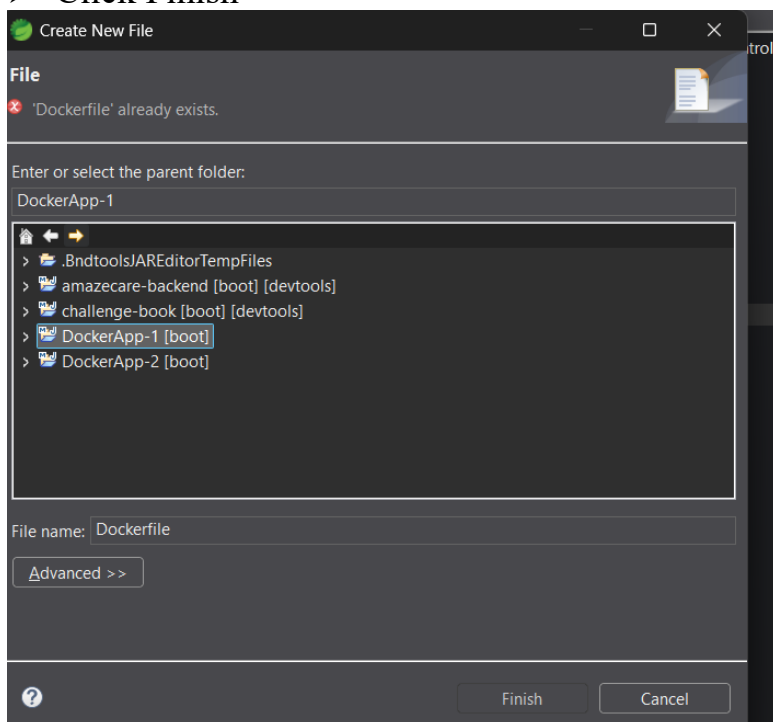 Click Finish
Create New File
trol
File
'Dockerfile' already exists.
Enter or select the parent folder:
DockerApp-1
.BndtoolsJAREditorTempFiles
amazecare-backend [boot] [devtools]
challenge-book [boot] [devtools]
DockerApp-1 [boot]
DockerApp-2 [boot]
File name: Dockerfile
Advanced >>
Finish Cancel